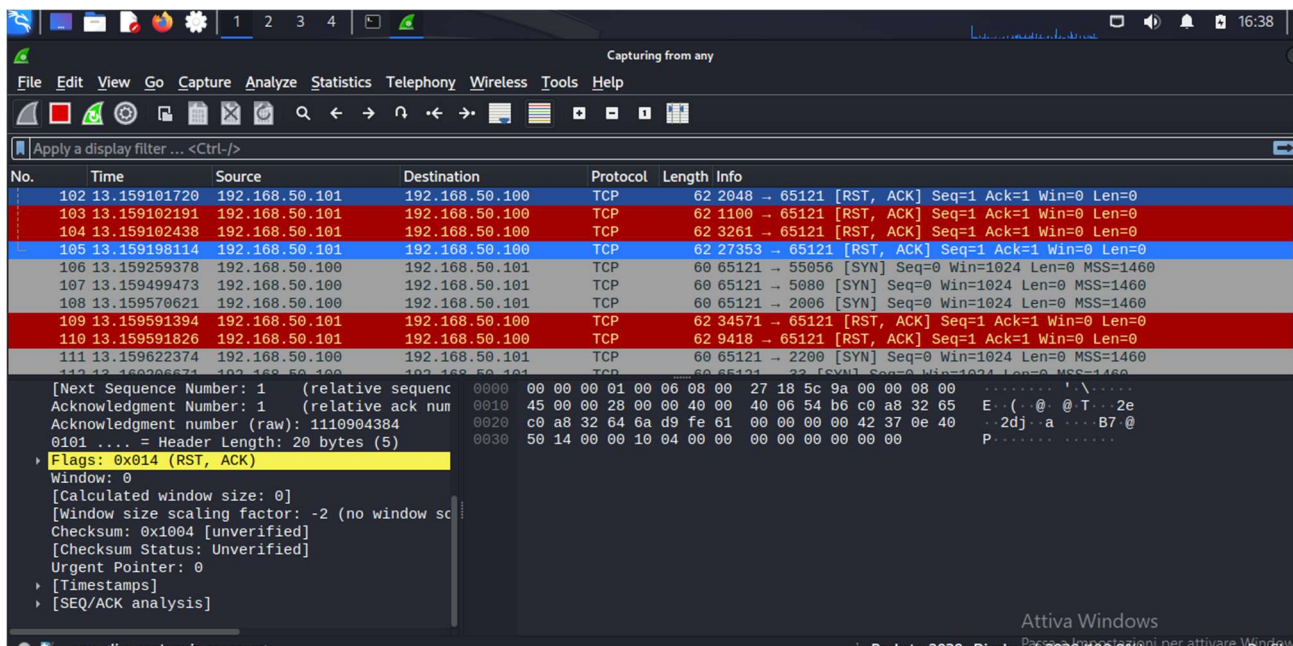 1 2 3 4 16:38
Capturing from any
File Edit View Go Capture Analyze Statistics Telephony Wireless Tools Help
Apply a display filter ... <Ctrl-/>
No. Time Source Destination Protocol Length Info
102 13.159101720 192.168.50.101 192.168.50.100 TCP 62 2048 → 65121 [RST, ACK] Seq=1 Ack=1 Win=0 Len=0
103 13.159102191 192.168.50.101 192.168.50.100 TCP 62 1100 → 65121 [RST, ACK] Seq=1 Ack=1 Win=0 Len=0
104 13.159102438 192.168.50.101 192.168.50.100 TCP 62 3261 → 65121 [RST, ACK] Seq=1 Ack=1 Win=0 Len=0
105 13.159198114 192.168.50.101 192.168.50.100 TCP 62 27353 → 65121 [RST, ACK] Seq=1 Ack=1 Win=0 Len=0
106 13.159259378 192.168.50.100 192.168.50.101 TCP 60 65121 → 55056 [SYN] Seq=0 Win=1024 Len=0 MSS=1460
107 13.159499473 192.168.50.100 192.168.50.101 TCP 60 65121 → 5080 [SYN] Seq=0 Win=1024 Len=0 MSS=1460
108 13.159570621 192.168.50.100 192.168.50.101 TCP 60 65121 → 2006 [SYN] Seq=0 Win=1024 Len=0 MSS=1460
109 13.159591394 192.168.50.101 192.168.50.100 TCP 62 34571 → 65121 [RST, ACK] Seq=1 Ack=1 Win=0 Len=0
110 13.159591826 192.168.50.101 192.168.50.100 TCP 62 9418 → 65121 [RST, ACK] Seq=1 Ack=1 Win=0 Len=0
111 13.159622374 192.168.50.100 192.168.50.101 TCP 60 65121 → 2200 [SYN] Seq=0 Win=1024 Len=0 MSS=1460
[Next Sequence Number: 1 (relative sequenc
Acknowledgment Number: 1 (relative ack num
Acknowledgment number (raw): 1110904384
0101 .... = Header Length: 20 bytes (5)
Flags: 0x014 (RST, ACK)
Window: 0
[Calculated window size: 0]
[Window size scaling factor: -2 (no window sc
Checksum: 0x1004 [unverified]
[Checksum Status: Unverified]
Urgent Pointer: 0
[Timestamps]
[SEQ/ACK analysis]
0000 00 00 00 01 00 06 08 00 27 18 5c 9a 00 00 08 00 ········ '·\·····
0010 45 00 00 28 00 00 40 00 40 06 54 b6 c0 a8 32 65 E··(··@· @·T···2e
0020 c0 a8 32 64 6a d9 fe 61 00 00 00 00 42 37 0e 40 ··2dj··a ····B7·@
0030 50 14 00 00 10 04 00 00 00 00 00 00 00 00 P······· ······
Attiva Windows